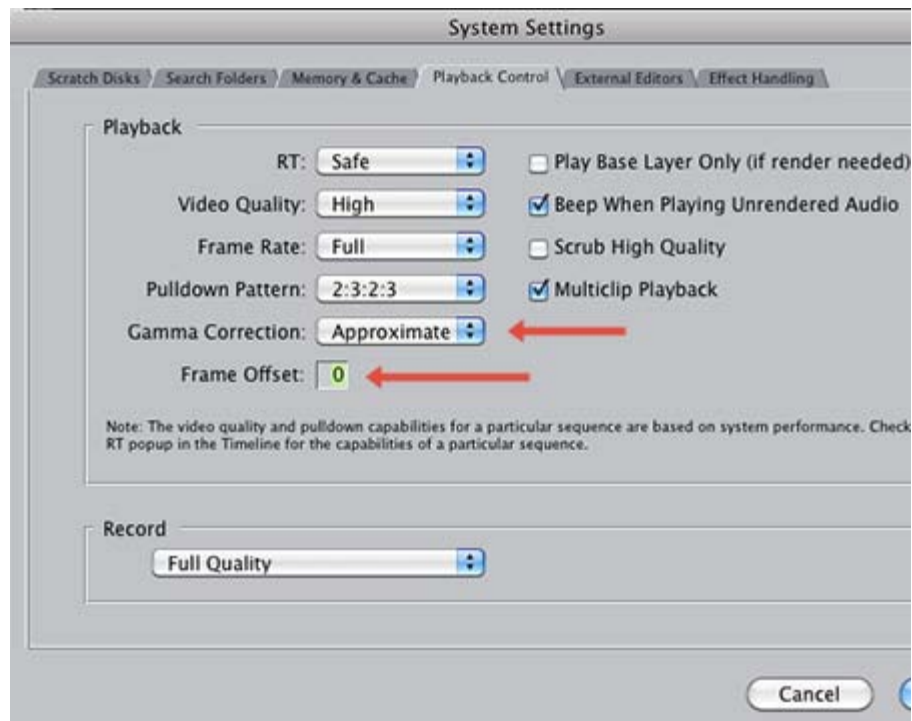 System Settings
Scratch Disks Search Folders Memory & Cache Playback Control External Editors Effect Handling
Playback
RT: Safe Play Base Layer Only (if render needed)
Video Quality: High Beep When Playing Unrendered Audio
Frame Rate: Full Scrub High Quality
Pulldown Pattern: 2:3:2:3 Multiclip Playback
Gamma Correction: Approximate
Frame Offset: 0
Note: The video quality and pulldown capabilities for a particular sequence are based on system performance. Check
RT popup in the Timeline for the capabilities of a particular sequence.
Record
Full Quality
Cancel